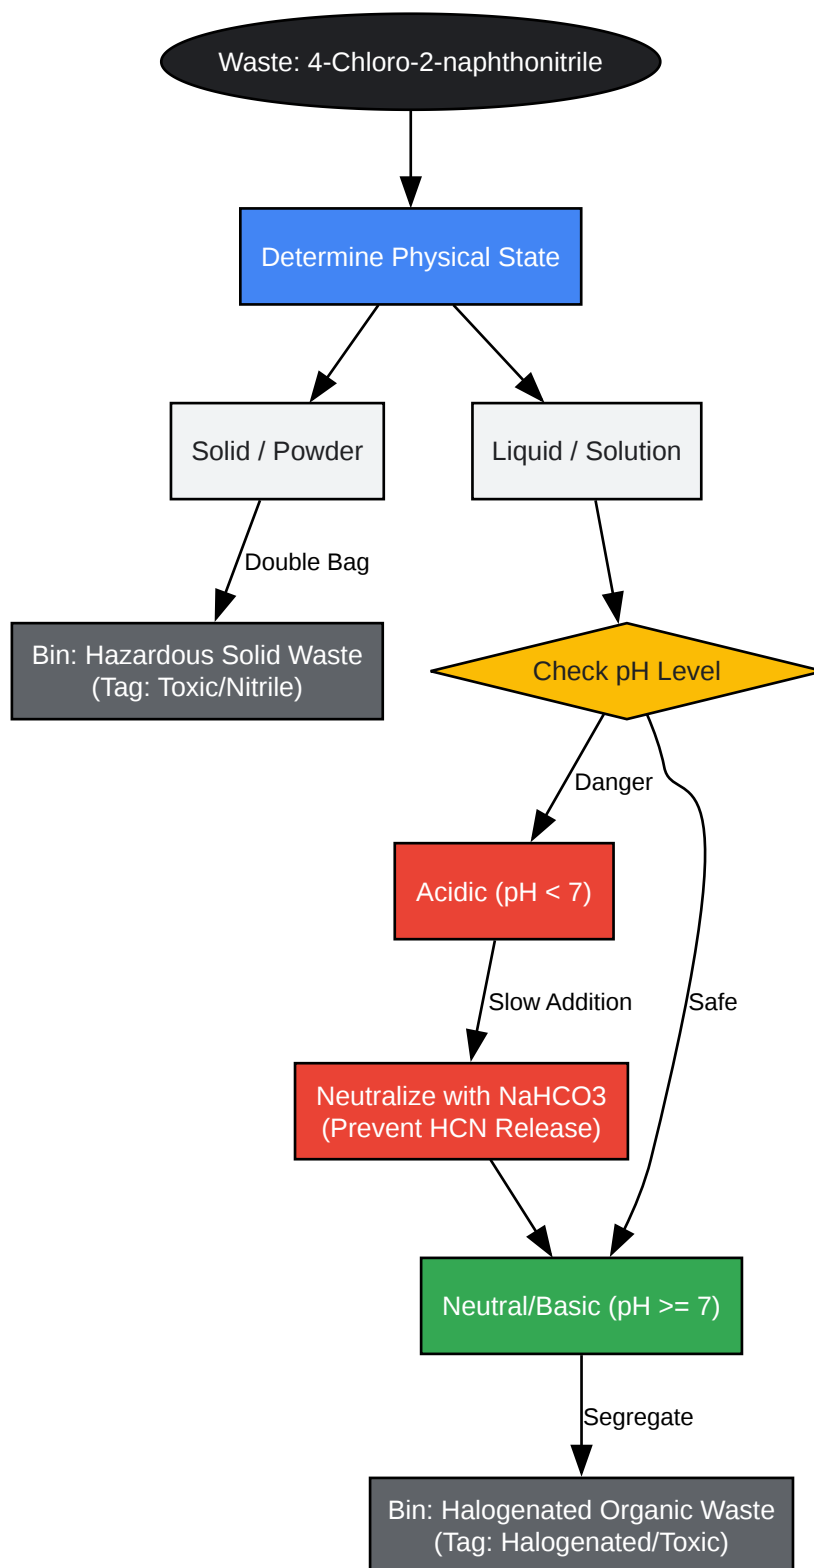 Waste: 4-Chloro-2-naphthonitrile
Determine Physical State
Solid / Powder
Liquid / Solution
Double Bag
Bin: Hazardous Solid Waste
(Tag: Toxic/Nitrile)
Check pH Level
Danger
Acidic (pH < 7)
Slow Addition
Safe
Neutralize with NaHCO3
(Prevent HCN Release)
Neutral/Basic (pH >= 7)
Segregate
Bin: Halogenated Organic Waste
(Tag: Halogenated/Toxic)